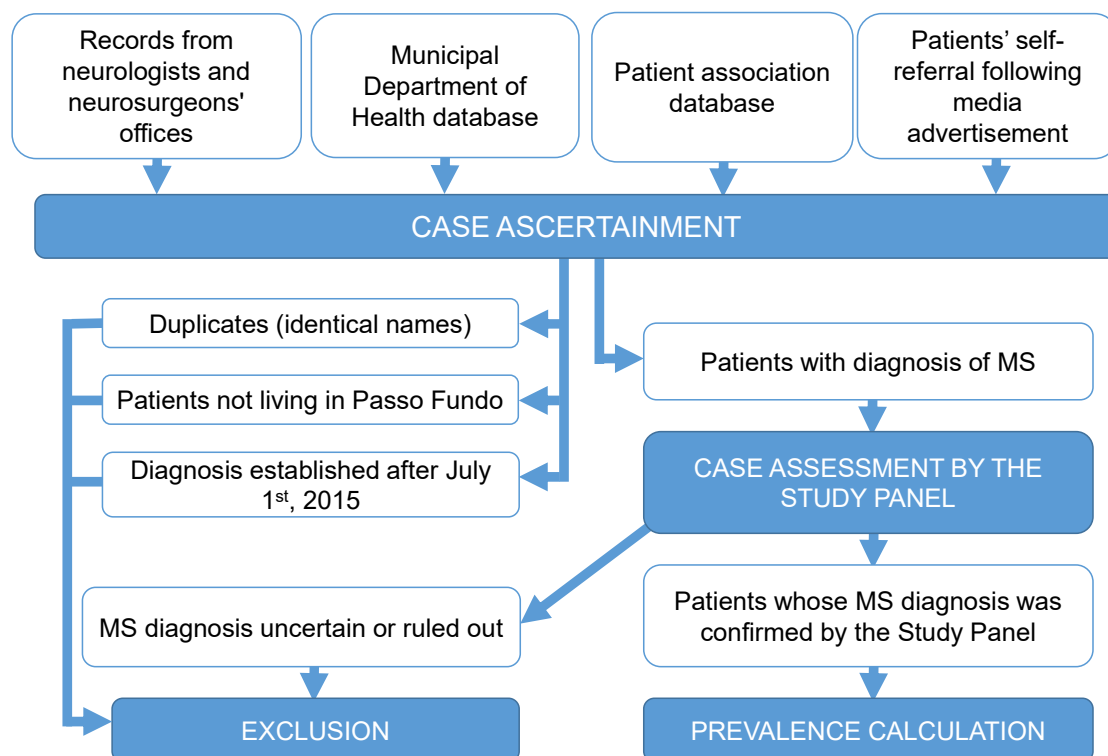 Records from
neurologists and
neurosurgeons'
offices
Municipal
Department of
Health database
Patient association
database
Patients’ self-
referral following
media
advertisement
CASE ASCERTAINMENT
Duplicates (identical names)
Patients not living in Passo Fundo
Diagnosis established after July
1st, 2015
Patients with diagnosis of MS
CASE ASSESSMENT BY THE
STUDY PANEL
MS diagnosis uncertain or ruled out
Patients whose MS diagnosis was
confirmed by the Study Panel
EXCLUSION
PREVALENCE CALCULATION